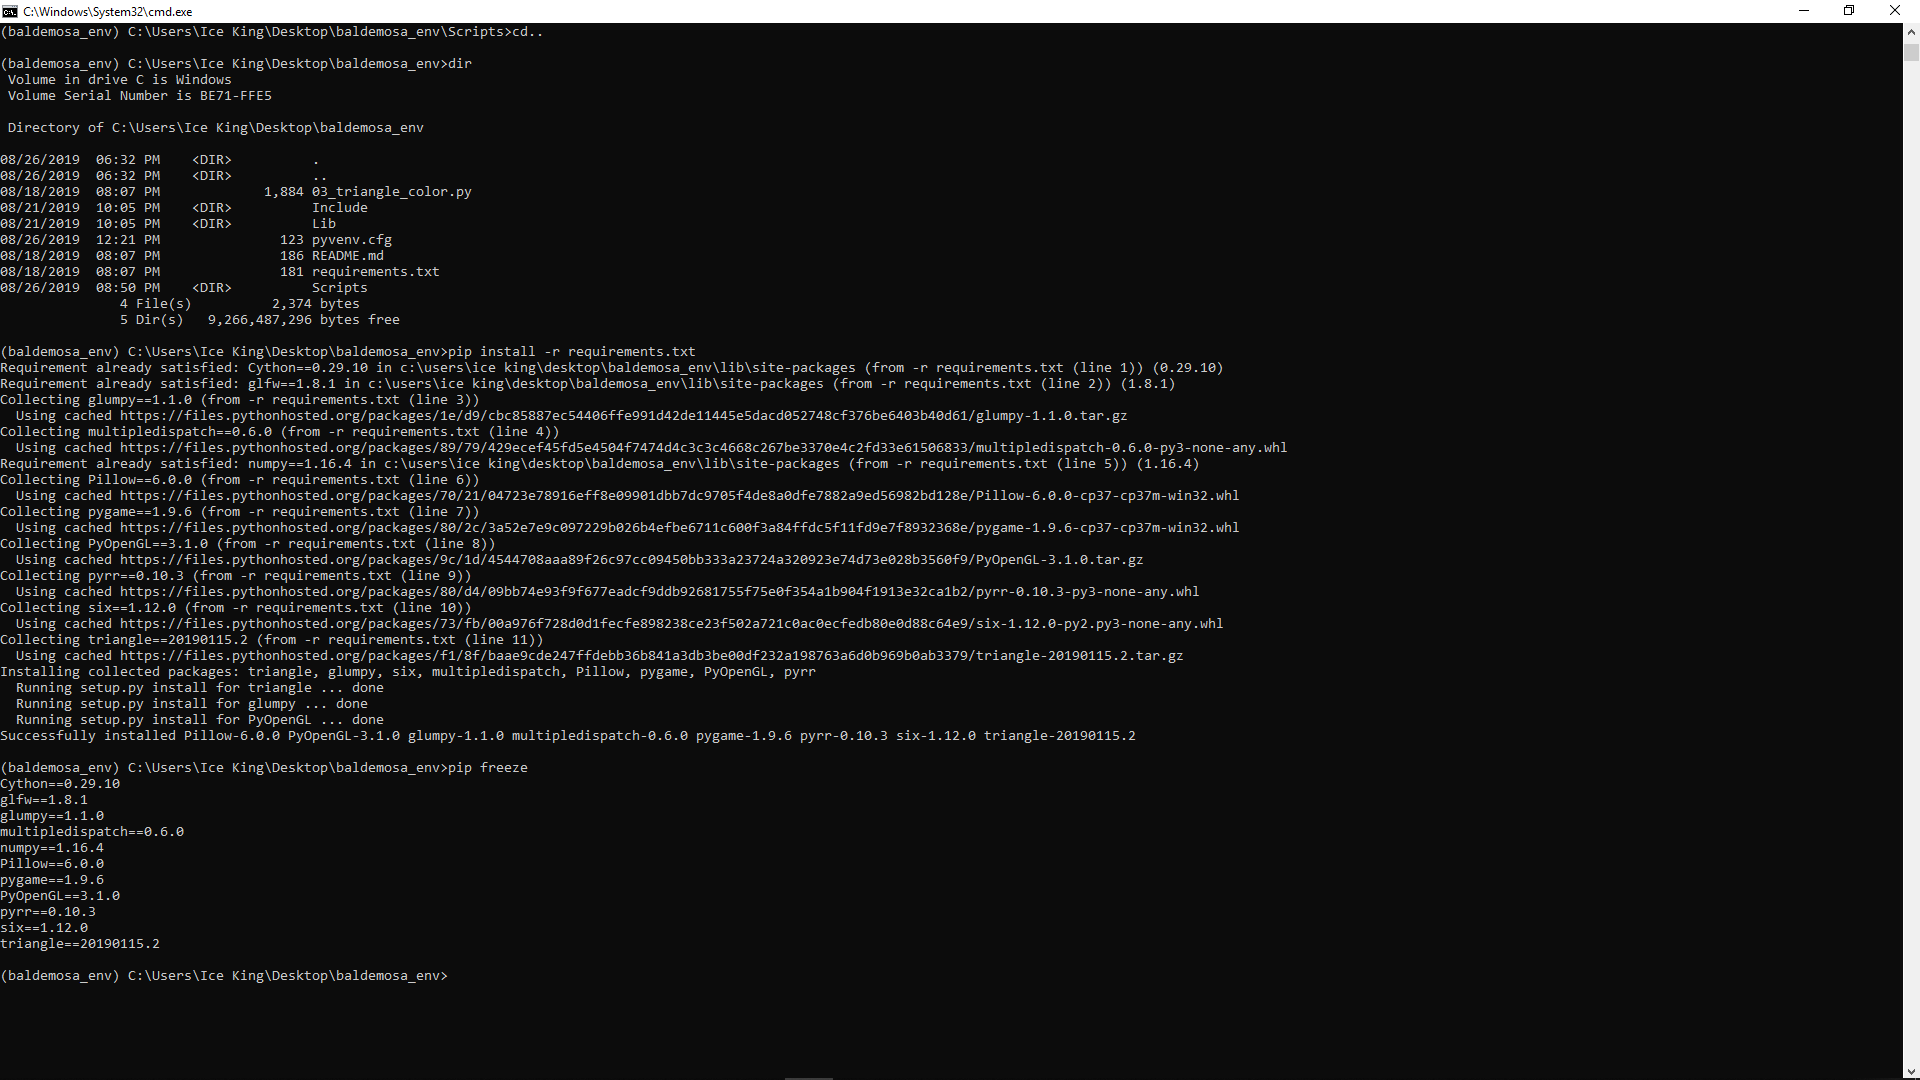 C:\Windows\System32\cmd.exe
(baldemosa_env) C:\Users\Ice King\Desktop\baldemosa_env\Scripts>cd..
(baldemosa_env) C:\Users\Ice King\Desktop\baldemosa_env>dir
Volume in drive C is Windows
Volume Serial Number is BE71-FFE5
Directory of C:\Users\Ice King\Desktop\baldemosa_env
08/26/2019  06:32 PM    <DIR>          .
08/26/2019  06:32 PM    <DIR>          ..
08/18/2019  08:07 PM             1,884 03_triangle_color.py
08/21/2019  10:05 PM    <DIR>          Include
08/21/2019  10:05 PM    <DIR>          Lib
08/26/2019  12:21 PM               123 pyvenv.cfg
08/18/2019  08:07 PM               186 README.md
08/18/2019  08:07 PM               181 requirements.txt
08/26/2019  08:50 PM    <DIR>          Scripts
4 File(s)          2,374 bytes
5 Dir(s)   9,266,487,296 bytes free
(baldemosa_env) C:\Users\Ice King\Desktop\baldemosa_env>pip install -r requirements.txt
Requirement already satisfied: Cython==0.29.10 in c:\users\ice king\desktop\baldemosa_env\lib\site-packages (from -r requirements.txt (line 1)) (0.29.10)
Requirement already satisfied: glfw==1.8.1 in c:\users\ice king\desktop\baldemosa_env\lib\site-packages (from -r requirements.txt (line 2)) (1.8.1)
Collecting glumpy==1.1.0 (from -r requirements.txt (line 3))
Using cached https://files.pythonhosted.org/packages/1e/d9/cbc85887ec54406ffe991d42de11445e5dacd052748cf376be6403b40d61/glumpy-1.1.0.tar.gz
Collecting multipledispatch==0.6.0 (from -r requirements.txt (line 4))
Using cached https://files.pythonhosted.org/packages/89/79/429ecef45fd5e4504f7474d4c3c3c4668c267be3370e4c2fd33e61506833/multipledispatch-0.6.0-py3-none-any.whl
Requirement already satisfied: numpy==1.16.4 in c:\users\ice king\desktop\baldemosa_env\lib\site-packages (from -r requirements.txt (line 5)) (1.16.4)
Collecting Pillow==6.0.0 (from -r requirements.txt (line 6))
Using cached https://files.pythonhosted.org/packages/70/21/04723e78916eff8e09901dbb7dc9705f4de8a0dfe7882a9ed56982bd128e/Pillow-6.0.0-cp37-cp37m-win32.whl
Collecting pygame==1.9.6 (from -r requirements.txt (line 7))
Using cached https://files.pythonhosted.org/packages/80/2c/3a52e7e9c097229b026b4efbe6711c600f3a84ffdc5f11fd9e7f8932368e/pygame-1.9.6-cp37-cp37m-win32.whl
Collecting PyOpenGL==3.1.0 (from -r requirements.txt (line 8))
Using cached https://files.pythonhosted.org/packages/9c/1d/4544708aaa89f26c97cc09450bb333a23724a320923e74d73e028b3560f9/PyOpenGL-3.1.0.tar.gz
Collecting pyrr==0.10.3 (from -r requirements.txt (line 9))
Using cached https://files.pythonhosted.org/packages/80/d4/09bb74e93f9f677eadcf9ddb92681755f75e0f354a1b904f1913e32ca1b2/pyrr-0.10.3-py3-none-any.whl
Collecting six==1.12.0 (from -r requirements.txt (line 10))
Using cached https://files.pythonhosted.org/packages/73/fb/00a976f728d0d1fecfe898238ce23f502a721c0ac0ecfedb80e0d88c64e9/six-1.12.0-py2.py3-none-any.whl
Collecting triangle==20190115.2 (from -r requirements.txt (line 11))
Using cached https://files.pythonhosted.org/packages/f1/8f/baae9cde247ffdebb36b841a3db3be00df232a198763a6d0b969b0ab3379/triangle-20190115.2.tar.gz
Installing collected packages: triangle, glumpy, six, multipledispatch, Pillow, pygame, PyOpenGL, pyrr
Running setup.py install for triangle ... done
Running setup.py install for glumpy ... done
Running setup.py install for PyOpenGL ... done
Successfully installed Pillow-6.0.0 PyOpenGL-3.1.0 glumpy-1.1.0 multipledispatch-0.6.0 pygame-1.9.6 pyrr-0.10.3 six-1.12.0 triangle-20190115.2
(baldemosa_env) C:\Users\Ice King\Desktop\baldemosa_env>pip freeze
Cython==0.29.10
glfw==1.8.1
glumpy==1.1.0
multipledispatch==0.6.0
numpy==1.16.4
Pillow==6.0.0
pygame==1.9.6
PyOpenGL==3.1.0
pyrr==0.10.3
six==1.12.0
triangle==20190115.2
(baldemosa_env) C:\Users\Ice King\Desktop\baldemosa_env>